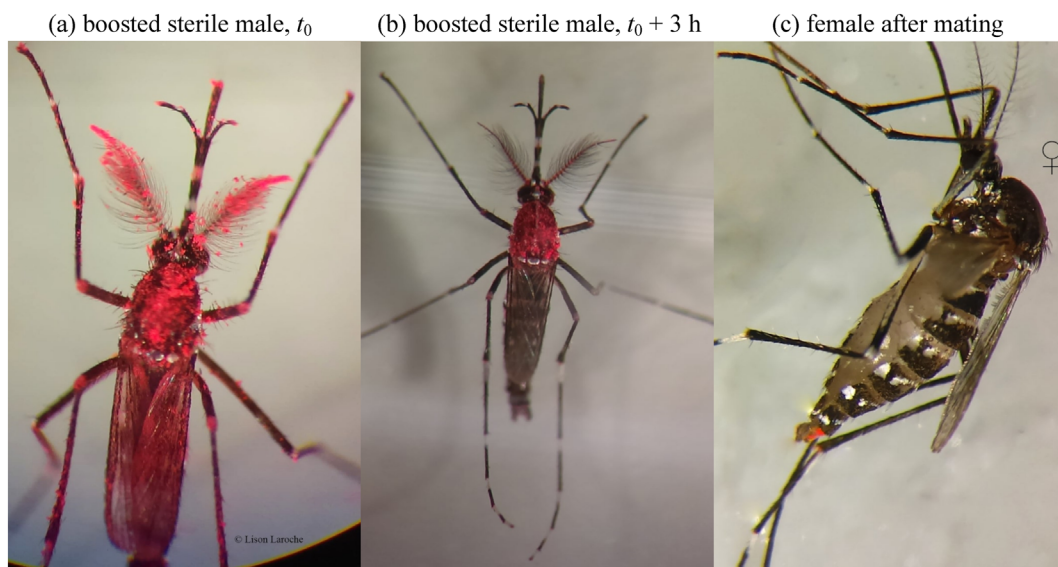 (a) boosted sterile male, t0
(b) boosted sterile male, t0 + 3 h
(c) female after mating
♀
© Lison Laroche